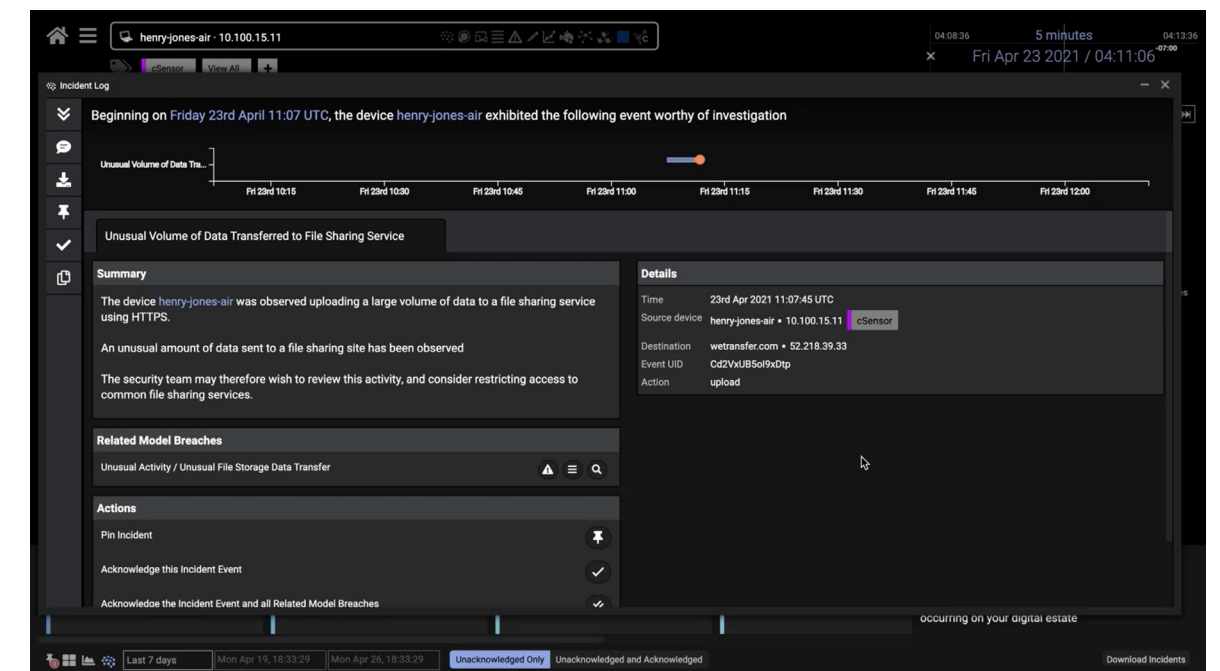 henry-jones-air · 10.100.15.11
04:08:36 5 minutes 04:13:36
Fri Apr 23 2021 / 04:11:06 -07:00
cSensor View All +
Incident Log
Beginning on Friday 23rd April 11:07 UTC, the device henry-jones-air exhibited the following event worthy of investigation
Unusual Volume of Data Tra...
Fri 23rd 10:15 Fri 23rd 10:30 Fri 23rd 10:45 Fri 23rd 11:00 Fri 23rd 11:15 Fri 23rd 11:30 Fri 23rd 11:45 Fri 23rd 12:00
Unusual Volume of Data Transferred to File Sharing Service
Summary
The device henry-jones-air was observed uploading a large volume of data to a file sharing service
using HTTPS.
An unusual amount of data sent to a file sharing site has been observed
The security team may therefore wish to review this activity, and consider restricting access to
common file sharing services.
Related Model Breaches
Unusual Activity / Unusual File Storage Data Transfer
Actions
Pin Incident
Acknowledge this Incident Event
Acknowledge the Incident Event and all Related Model Breaches
Details
Time 23rd Apr 2021 11:07:45 UTC
Source device henry-jones-air • 10.100.15.11 cSensor
Destination wetransfer.com • 52.218.39.33
Event UID Cd2VxUB5oI9xDtp
Action upload
occurring on your digital estate
Last 7 days Mon Apr 19, 18:33:29 Mon Apr 26, 18:33:29 Unacknowledged Only Unacknowledged and Acknowledged Download Incidents